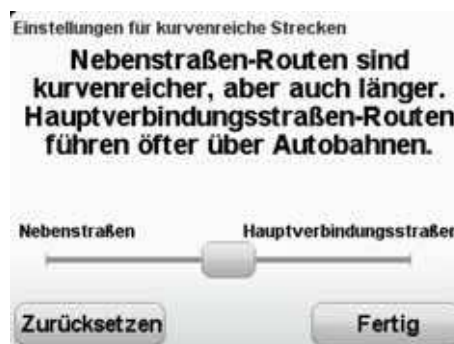 Einstellungen für kurvenreiche Strecken
Nebenstraßen-Routen sind
kurvenreicher, aber auch länger.
Hauptverbindungsstraßen-Routen
führen öfter über Autobahnen.
Nebenstraßen Hauptverbindungsstraßen
Zurücksetzen Fertig